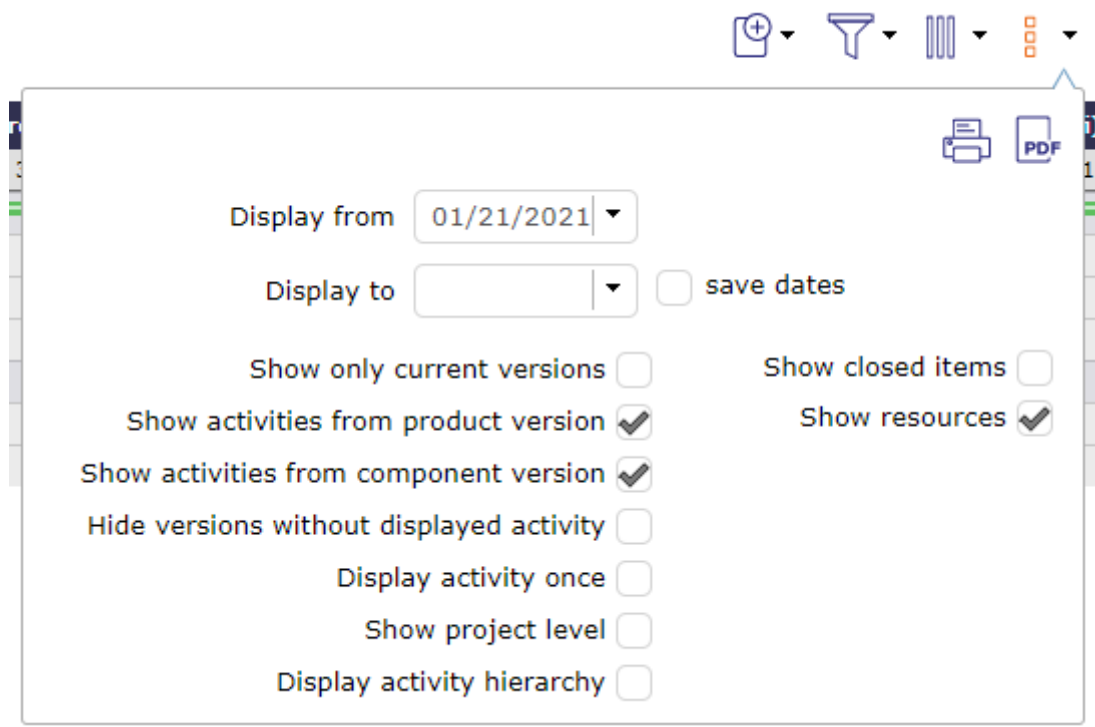 PDF
Display from 01/21/2021
Display to save dates
Show only current versions Show closed items
Show activities from product version Show resources
Show activities from component version
Hide versions without displayed activity
Display activity once
Show project level
Display activity hierarchy